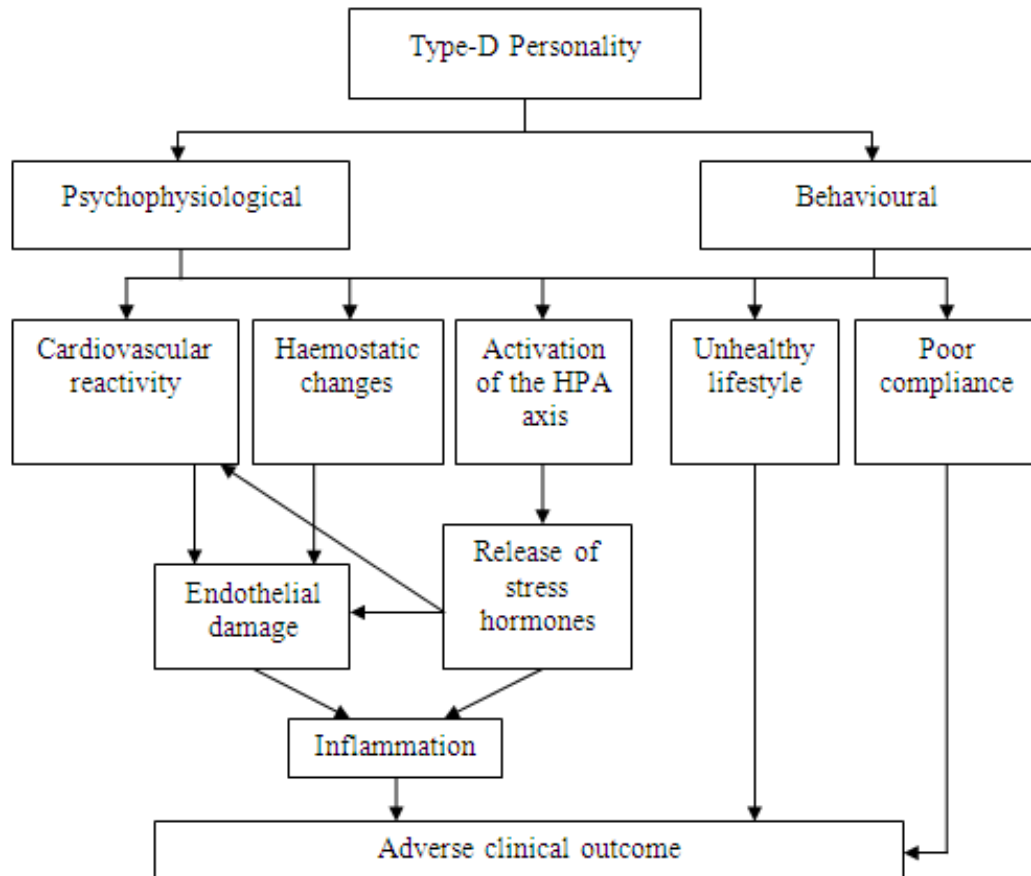 Type-D Personality
Psychophysiological
Behavioural
Cardiovascular
reactivity
Haemostatic
changes
Activation
of the HPA
axis
Unhealthy
lifestyle
Poor
compliance
Release of
stress
hormones
Endothelial
damage
Inflammation
Adverse clinical outcome